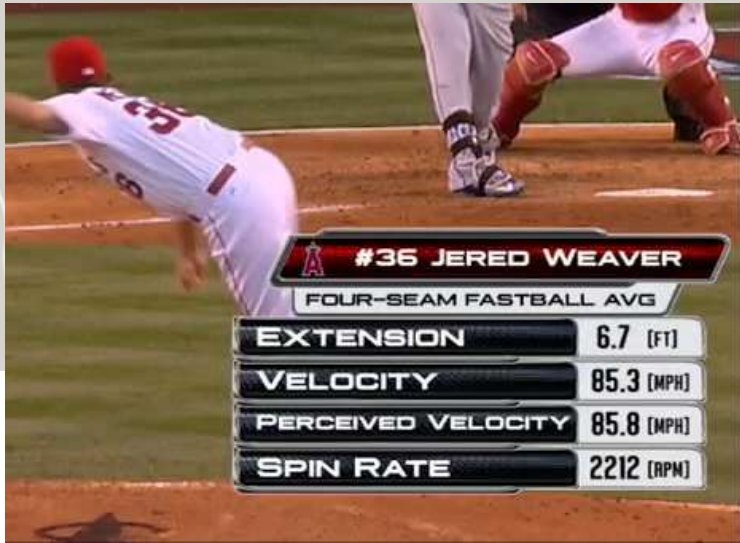 #36 JERED WEAVER
FOUR-SEAM FASTBALL AVG
EXTENSION 6.7 [FT]
VELOCITY 85.3 [MPH]
PERCEIVED VELOCITY 85.8 [MPH]
SPIN RATE 2212 [RPM]